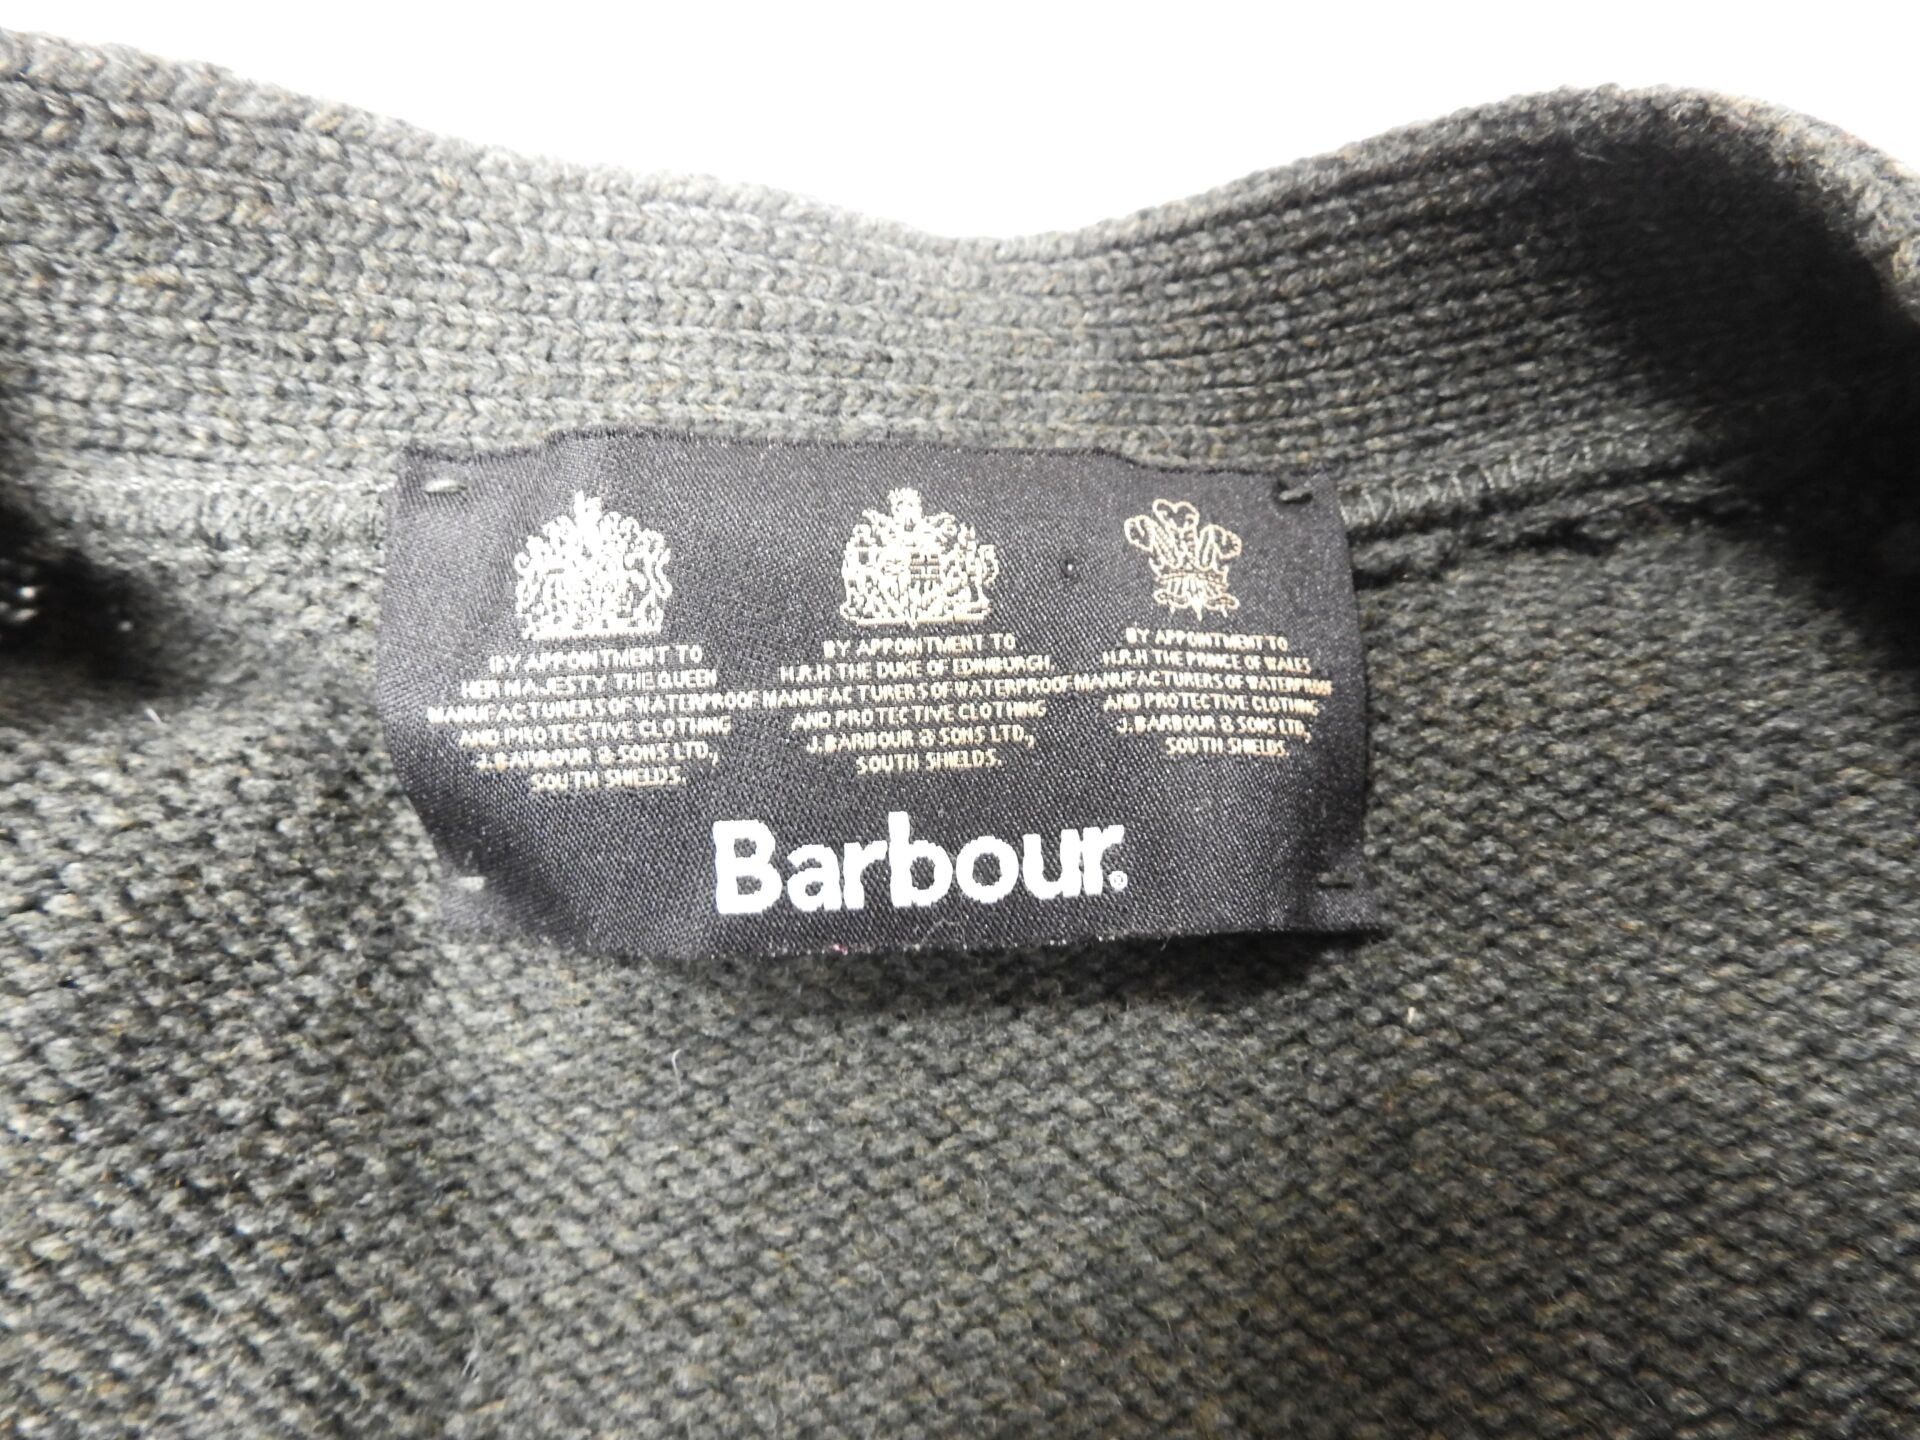 BY APPOINTMENT TO
HER MAJESTY THE QUEEN
MANUFACTURERS OF WATERPROOF
AND PROTECTIVE CLOTHING
J. BARBOUR & SONS LTD,
SOUTH SHIELDS.
BY APPOINTMENT TO
H.R.H THE DUKE OF EDINBURGH.
MANUFACTURERS OF WATERPROOF
AND PROTECTIVE CLOTHING
J. BARBOUR & SONS LTD,
SOUTH SHIELDS.
BY APPOINTMENT TO
H.R.H THE PRINCE OF WALES
MANUFACTURERS OF WATERPROOF
AND PROTECTIVE CLOTHING
J. BARBOUR & SONS LTD,
SOUTH SHIELDS.
Barbour®